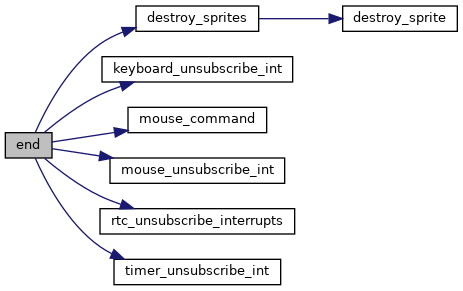 end
destroy_sprites
destroy_sprite
keyboard_unsubscribe_int
mouse_command
mouse_unsubscribe_int
rtc_unsubscribe_interrupts
timer_unsubscribe_int